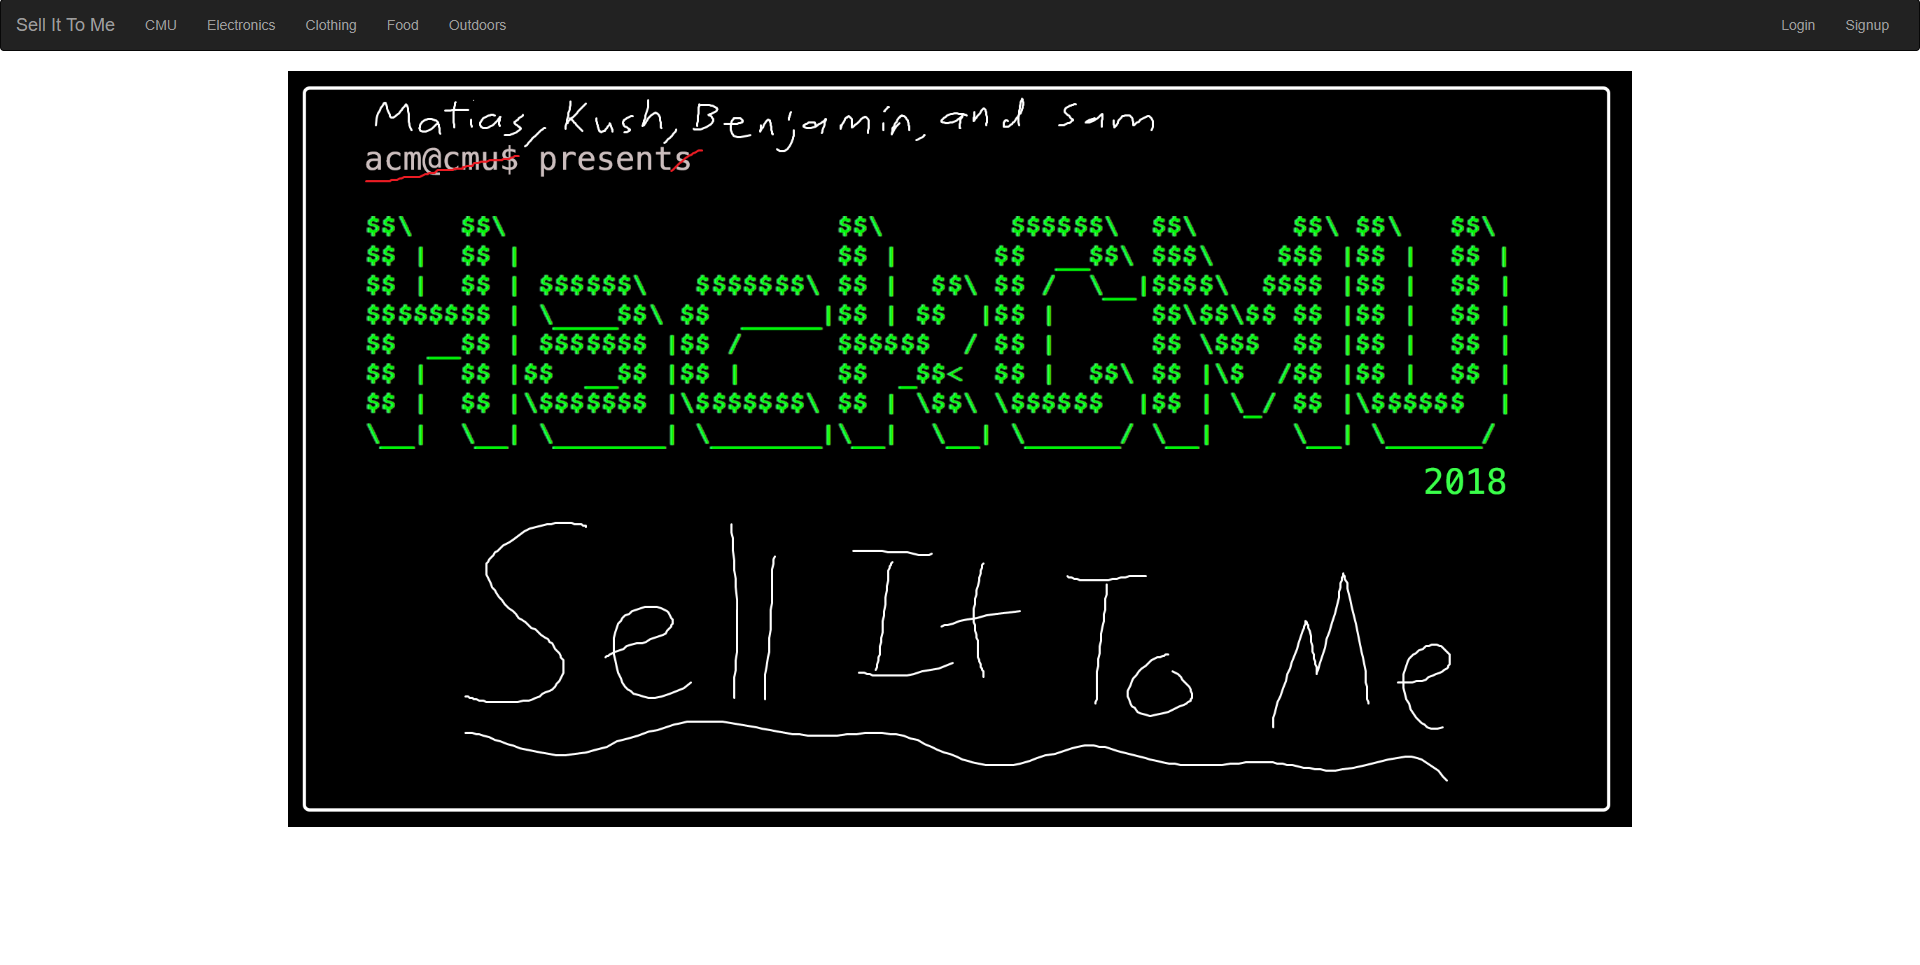 Sell It To Me CMU Electronics Clothing Food Outdoors Login Signup
Matias, Kush, Benjamin, and Sam
acm@cmu$ presents
HackCMU
2018
Sell It To Me